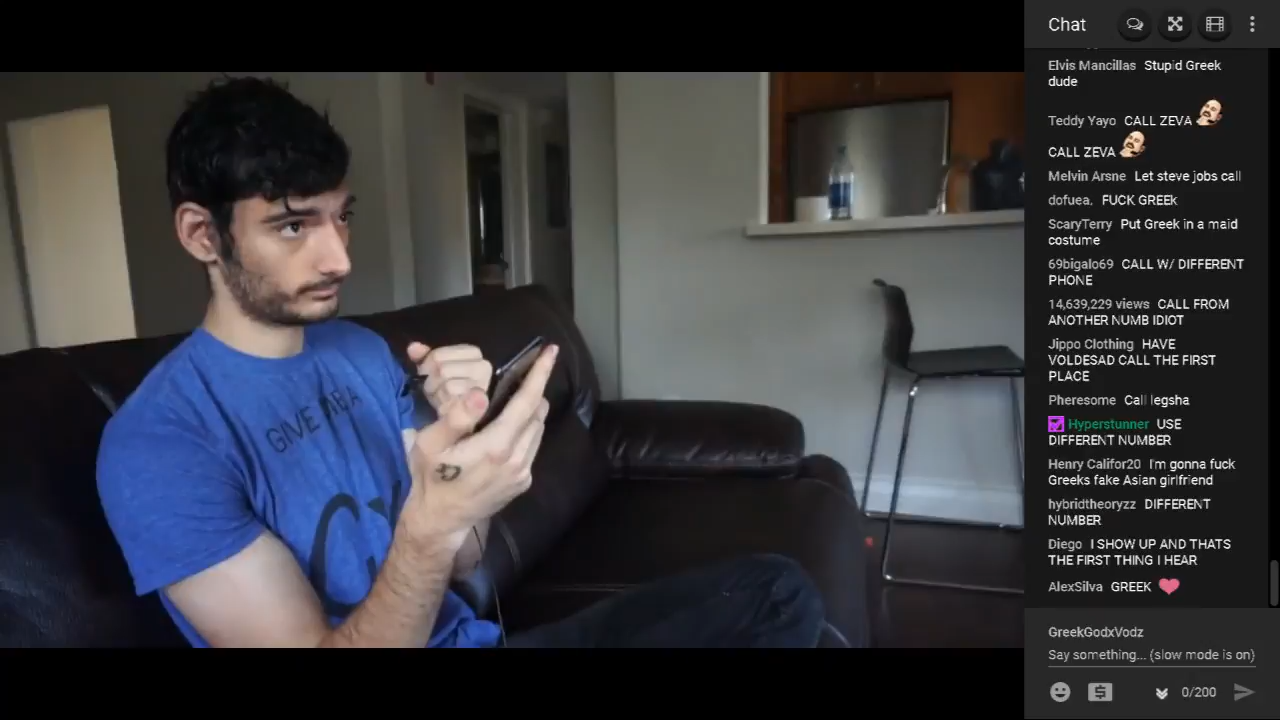 Chat
Elvis Mancillas Stupid Greek
dude
Teddy Yayo CALL ZEVA
CALL ZEVA
Melvin Arsne Let steve jobs call
dofuea. FUCK GREEk
ScaryTerry Put Greek in a maid
costume
69bigalo69 CALL W/ DIFFERENT
PHONE
14,639,229 views CALL FROM
ANOTHER NUMB IDIOT
Jippo Clothing HAVE
VOLDESAD CALL THE FIRST
PLACE
Pheresome Call legsha
Hyperstunner USE
DIFFERENT NUMBER
Henry Califor20 I'm gonna fuck
Greeks fake Asian girlfriend
hybridtheoryzz DIFFERENT
NUMBER
Diego I SHOW UP AND THATS
THE FIRST THING I HEAR
AlexSilva GREEK
GreekGodxVodz
Say something... (slow mode is on)
0/200
GIVE